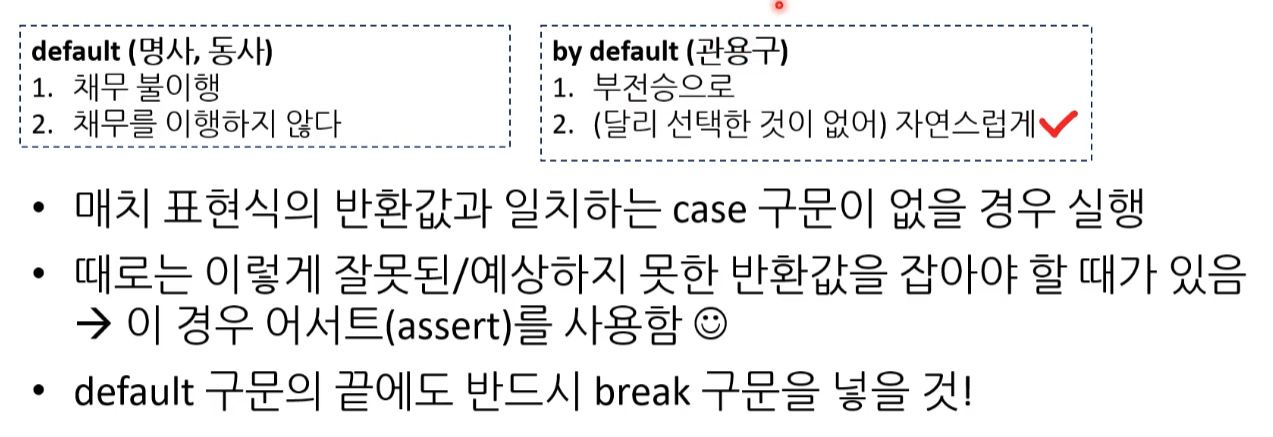 default (명사, 동사)
1. 채무 불이행
2. 채무를 이행하지 않다
by default (관용구)
1. 부전승으로
2. (달리 선택한 것이 없어) 자연스럽게
• 매치 표현식의 반환값과 일치하는 case 구문이 없을 경우 실행
• 때로는 이렇게 잘못된/예상하지 못한 반환값을 잡아야 할 때가 있음
→ 이 경우 어서트(assert)를 사용함 ☺
• default 구문의 끝에도 반드시 break 구문을 넣을 것!